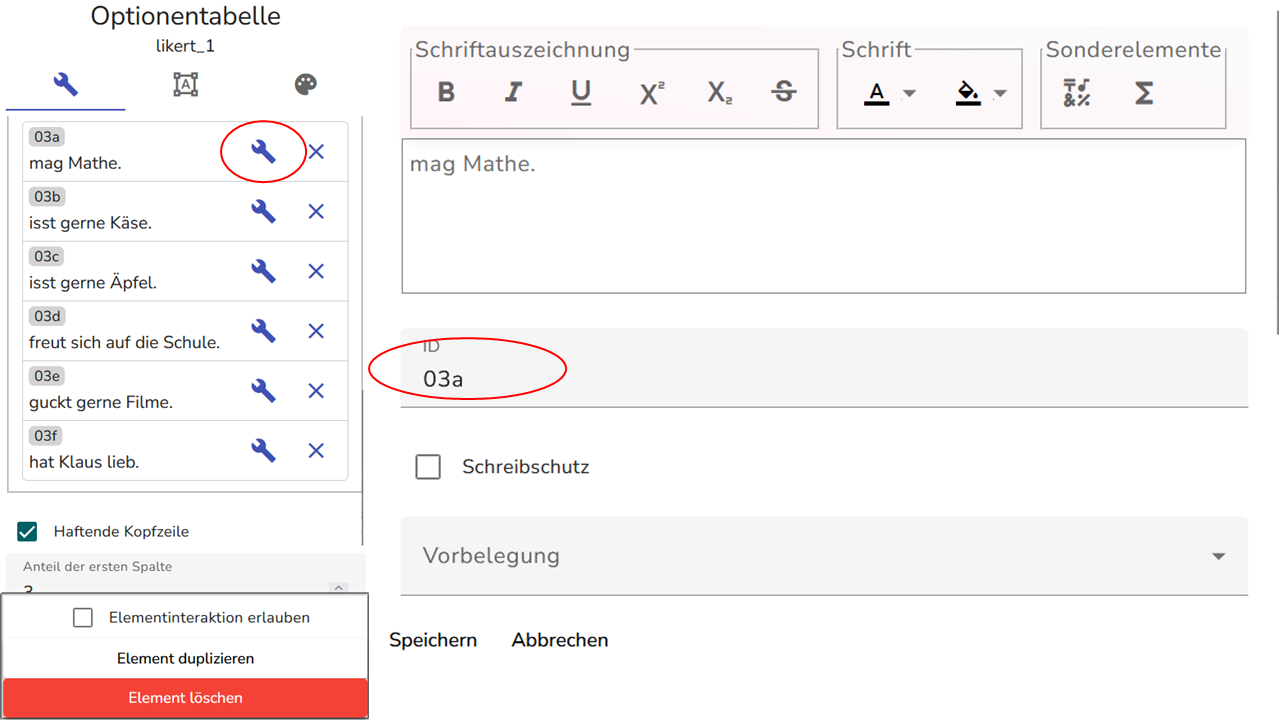 Optionentabelle
likert_1
03a
mag Mathe.
03b
isst gerne Käse.
03c
isst gerne Äpfel.
03d
freut sich auf die Schule.
03e
guckt gerne Filme.
03f
hat Klaus lieb.
Haftende Kopfzeile
Anteil der ersten Spalte
3
Elementinteraktion erlauben
Element duplizieren
Element löschen
Schriftauszeichnung
Schrift
Sonderelemente
B I U X² X₂ S
A
Σ
mag Mathe.
ID
03a
Schreibschutz
Vorbelegung
Speichern Abbrechen